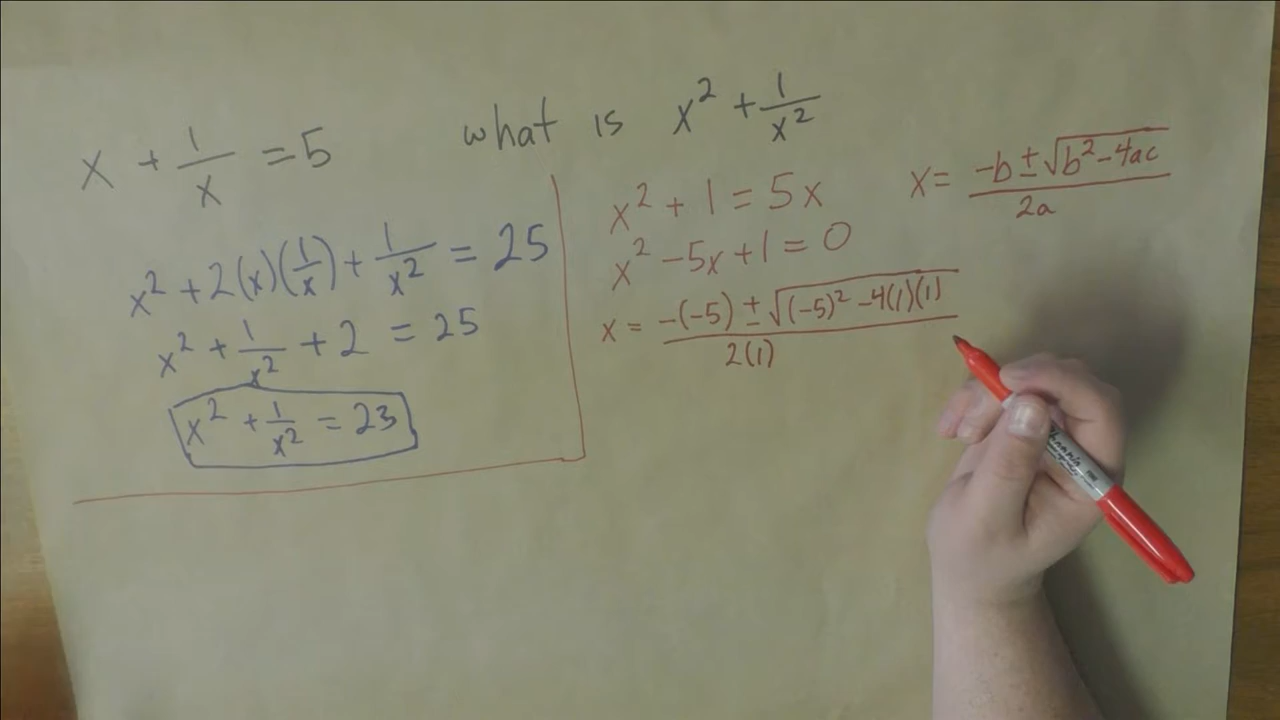 x + 1/x = 5 what is x² + 1/x²
x² + 2(x)(1/x) + 1/x² = 25
x² + 1/x² + 2 = 25
x² + 1/x² = 23
x² + 1 = 5x
x² - 5x + 1 = 0
x = (-(-5) ± √((-5)² - 4(1)(1)))/(2(1))
x = (-b ± √(b² - 4ac))/(2a)